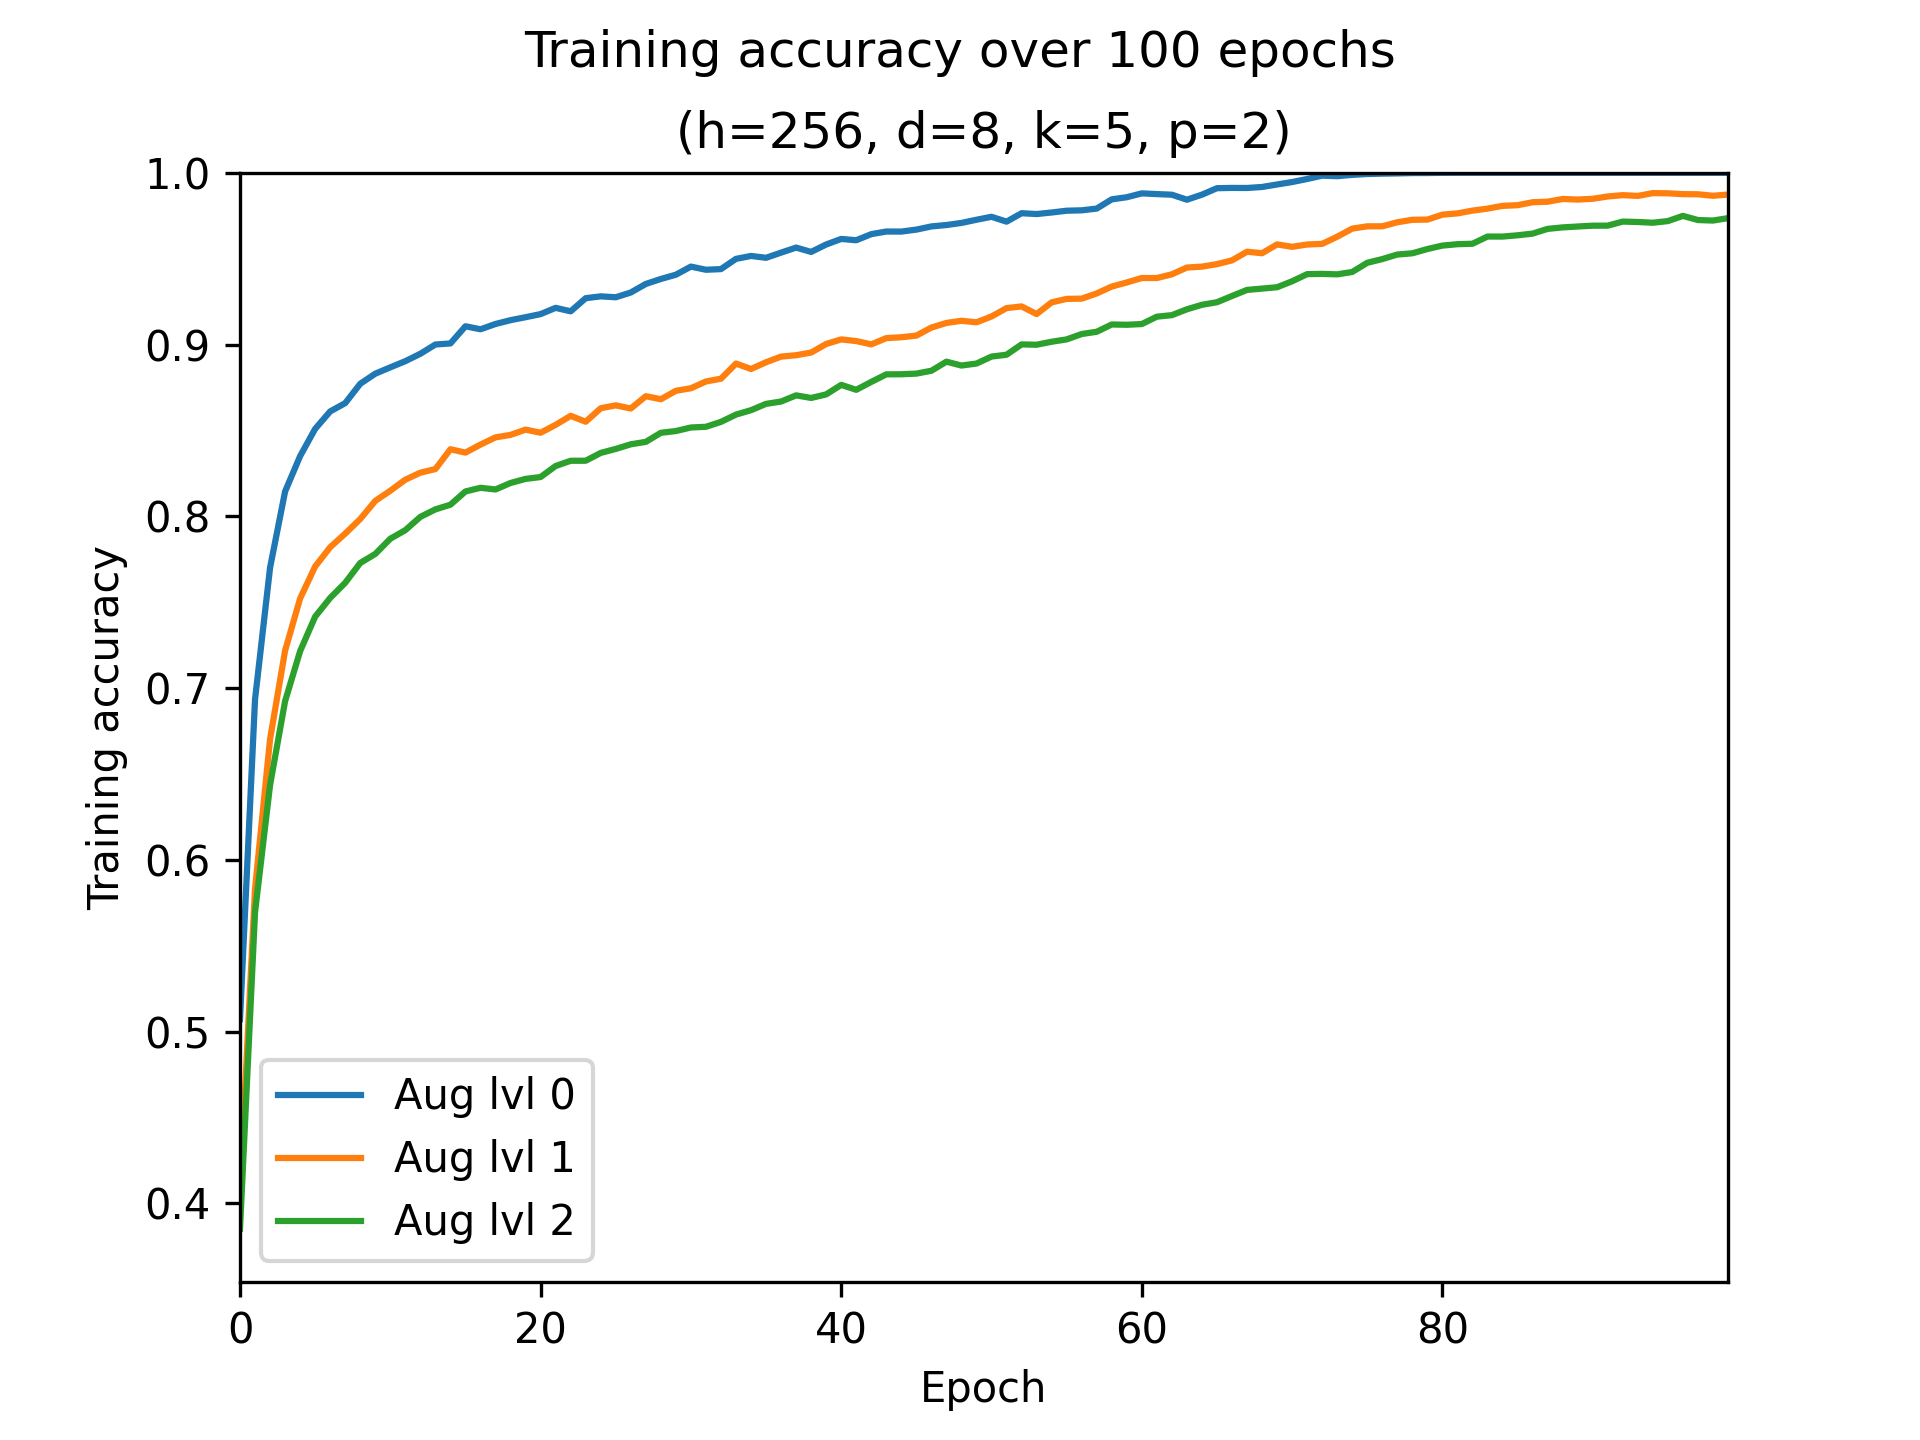 Training accuracy over 100 epochs
(h=256, d=8, k=5, p=2)
1.0
0.9
0.8
0.7
0.6
0.5
0.4
Training accuracy
Aug lvl 0
Aug lvl 1
Aug lvl 2
0 20 40 60 80
Epoch